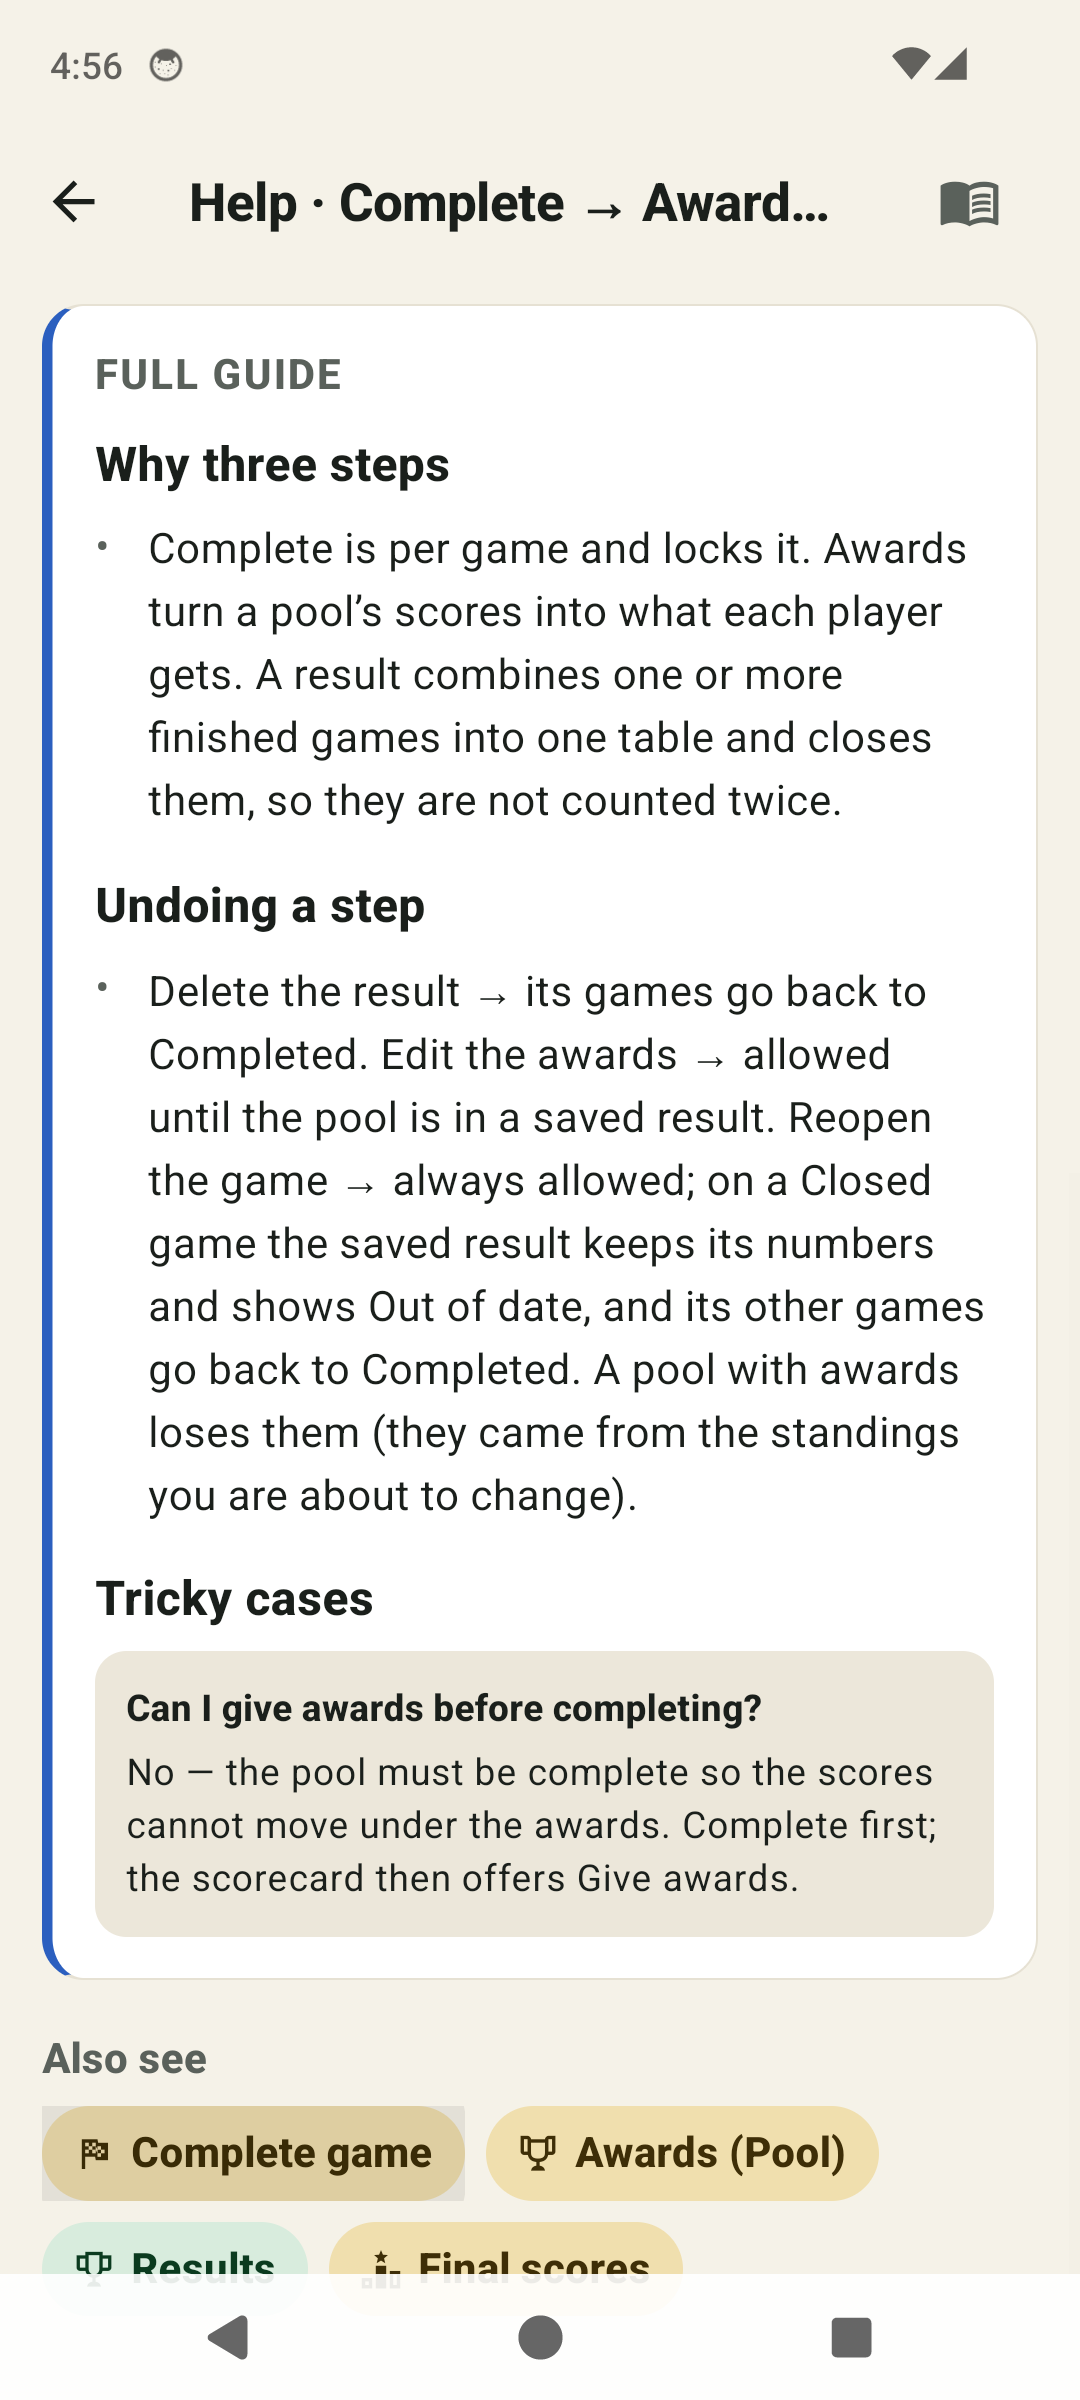 4:56
Help · Complete → Award...
FULL GUIDE
Why three steps
• Complete is per game and locks it. Awards
turn a pool’s scores into what each player
gets. A result combines one or more
finished games into one table and closes
them, so they are not counted twice.
Undoing a step
• Delete the result → its games go back to
Completed. Edit the awards → allowed
until the pool is in a saved result. Reopen
the game → always allowed; on a Closed
game the saved result keeps its numbers
and shows Out of date, and its other games
go back to Completed. A pool with awards
loses them (they came from the standings
you are about to change).
Tricky cases
Can I give awards before completing?
No — the pool must be complete so the scores
cannot move under the awards. Complete first;
the scorecard then offers Give awards.
Also see
Complete game
Awards (Pool)
Results
Final scores